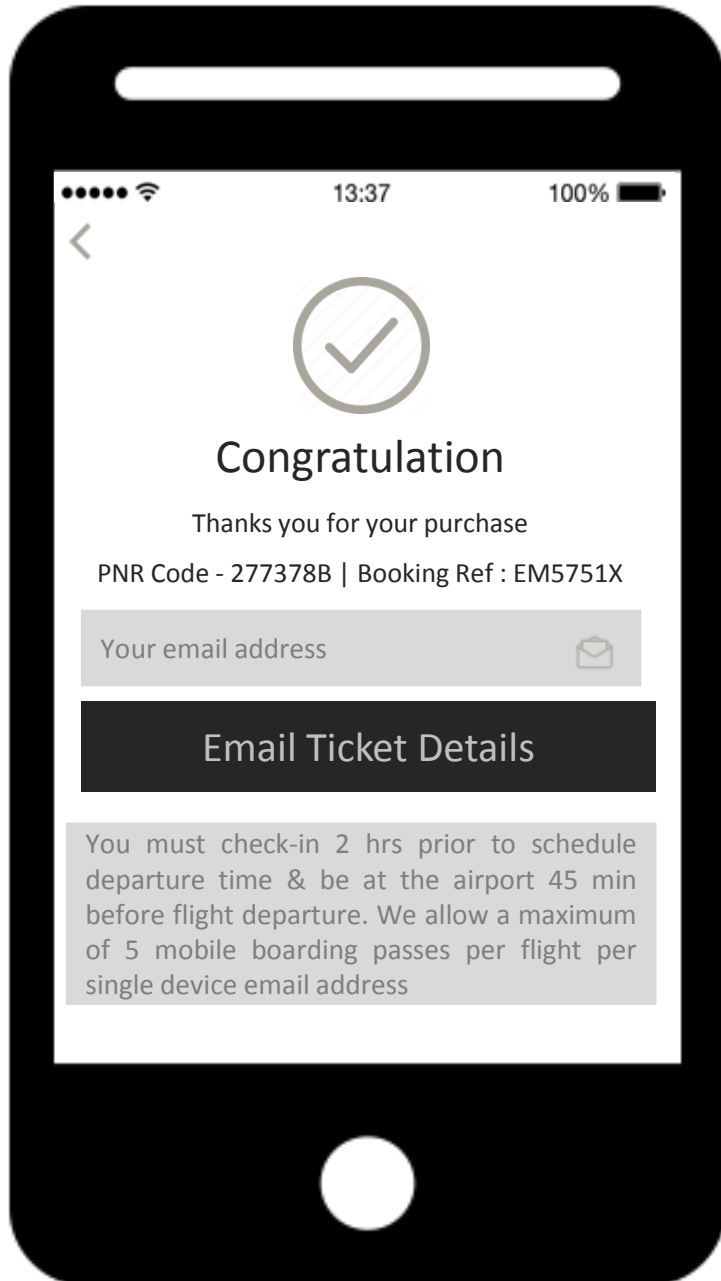 13:37 100%
Congratulation
Thanks you for your purchase
PNR Code - 277378B | Booking Ref : EM5751X
Your email address
Email Ticket Details
You must check-in 2 hrs prior to schedule
departure time & be at the airport 45 min
before flight departure. We allow a maximum
of 5 mobile boarding passes per flight per
single device email address